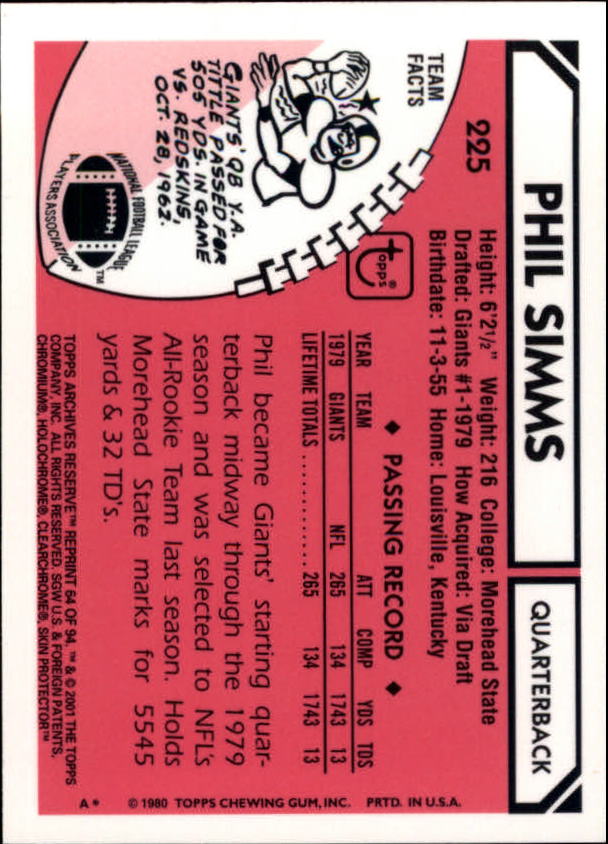 PHIL SIMMS
QUARTERBACK
225
Height: 6'2½" Weight: 216 College: Morehead State
Drafted: Giants #1-1979 How Acquired: Via Draft
Birthdate: 11-3-55 Home: Louisville, Kentucky
TEAM
FACTS
topps®
GIANTS' QB Y.A.
TITTLE PASSED FOR
505 YDS. IN GAME
VS. REDSKINS,
OCT. 28, 1962.
NATIONAL FOOTBALL LEAGUE
PLAYERS ASSOCIATION
TM
◆ PASSING RECORD ◆
YEAR TEAM ATT COMP YDS TDS
1979 GIANTS NFL 265 134 1743 13
LIFETIME TOTALS ............. 265 134 1743 13
Phil became Giants' starting quar-
terback midway through the 1979
season and was selected to NFL's
All-Rookie Team last season. Holds
Morehead State marks for 5545
yards & 32 TD's.
TOPPS ARCHIVES RESERVE™ REPRINT 64 OF 94. ™ & © 2001 THE TOPPS
COMPANY, INC. ALL RIGHTS RESERVED. SGW U.S. & FOREIGN PATENTS.
CHROMIUM®, HOLOCHROME®, CLEARCHROME®, SKIN PROTECTOR™
A* © 1980 TOPPS CHEWING GUM, INC. PRTD. IN U.S.A.